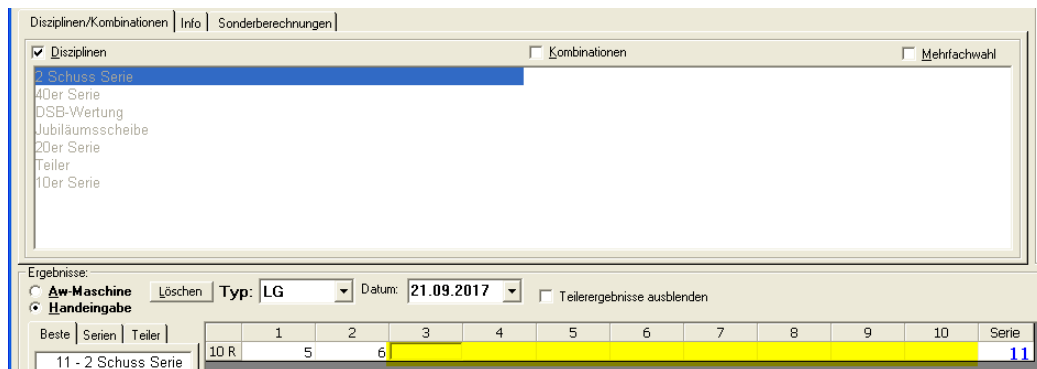 Disziplinen/Kombinationen Info Sonderberechnungen
Disziplinen Kombinationen Mehrfachwahl
2 Schuss Serie
40er Serie
DSB-Wertung
Jubiläumsscheibe
20er Serie
Teiler
10er Serie
Ergebnisse:
Aw-Maschine Löschen Typ: LG Datum: 21.09.2017 Teilerergebnisse ausblenden
Handeingabe
Beste Serien Teiler 1 2 3 4 5 6 7 8 9 10 Serie
10 R 5 6 11
11 - 2 Schuss Serie